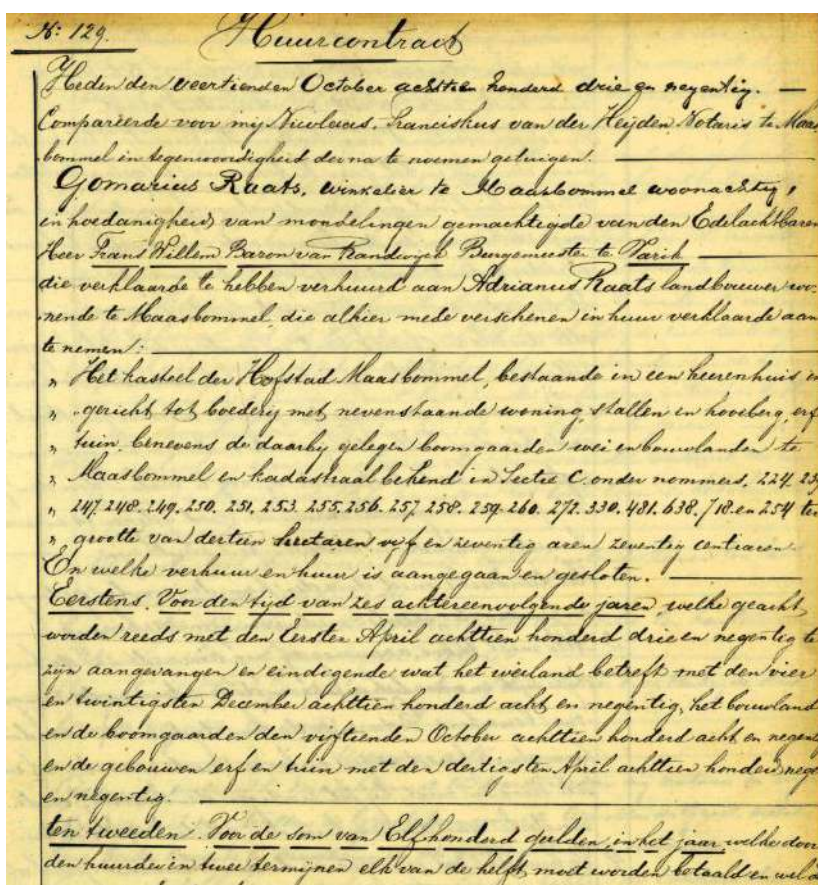 No: 129. Huurcontract
Heden den veertienden October achttien honderd drie en negentig. —
Compareerde voor mij Nicolaas, Franciskus van der Heijden Notaris te Maas
bommel in tegenwoordigheid der na te noemen getuigen.
Gomarius Raats, winkelier te Maasbommel woonachtig,
in hoedanigheid van mondelingen gemachtigde van den Edelachtbaren
Heer Frans Willem Baron van Randwijck Burgemeester te Varik
die verklaarde te hebben verhuurd aan Adrianus Raats landbouwer wo-
nende te Maasbommel, die alhier mede verschenen in huur verklaarde aan
te nemen:
„ Het kasteel der Hofstad Maasbommel, bestaande in een heerenhuis in
„ gericht tot boederij met nevenstaande woning, stallen en hooiberg, erf
„ tuin, benevens de daarby gelegen boomgaarden wei en bouwlanden te
„ Maasbommel en kadastraal bekend in Sectie C. onder nommers, 224. 239
„ 247. 248. 249. 250. 251. 253. 255. 256. 257. 258. 259. 260. 272. 330. 481. 638. 718. en 254 ter
„ grootte van dertien hectaren vijf en zeventig aren zeventig centiaren.
En welke verhuur en huur is aangegaan en gesloten.
Eerstens. Voor den tijd van zes achtereenvolgende jaren, welke geacht
worden reeds met den Eersten April achttien honderd drie en negentig te
zijn aangevangen en eindigende wat het weiland betreft met den vier
en twintigsten December achttien honderd acht en negentig, het bouwland
en de boomgaarden den vijftienden October achttien honderd acht en negen
en de gebouwen erf en tuin met den dertigsten April achttien honderd nege
en negentig.
ten tweeden. Voor de som van Elfhonderd gulden, in het jaar welke door
den huurder in twee termijnen elk van de helft moet worden betaald en wel d